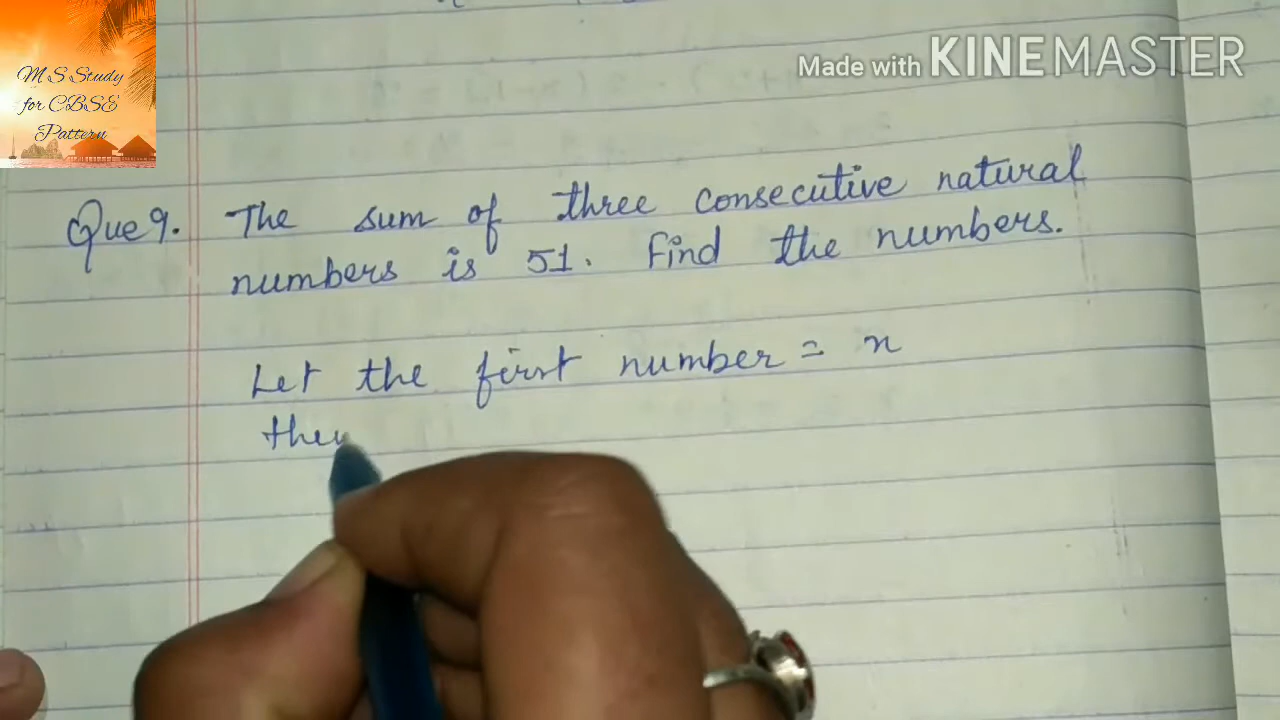 M S Study
for CBSE
Pattern
Made with KINEMASTER
Que 9. The sum of three consecutive natural
numbers is 51. Find the numbers.
Let the first number = x
then